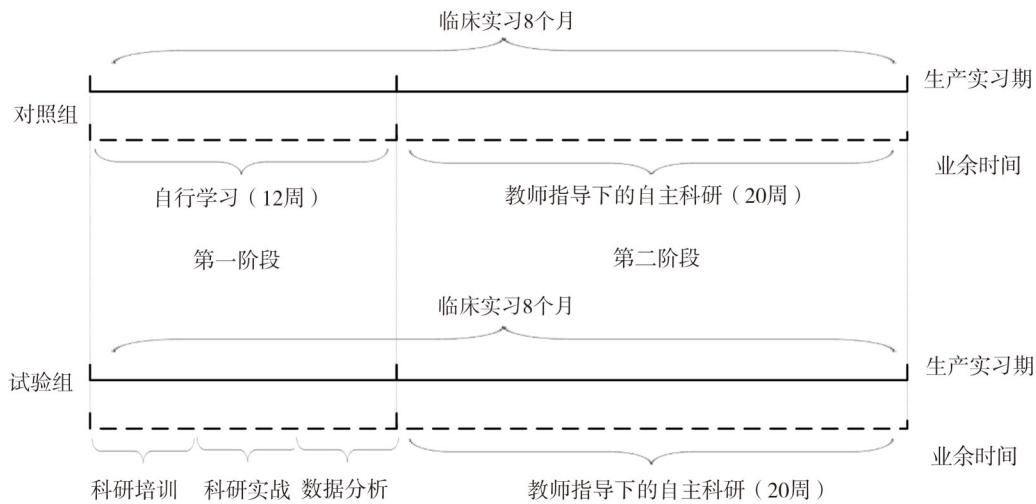 临床实习8个月
生产实习期
对照组
业余时间
自行学习（12周）
教师指导下的自主科研（20周）
第一阶段
第二阶段
临床实习8个月
生产实习期
试验组
业余时间
科研培训
科研实战
数据分析
教师指导下的自主科研（20周）